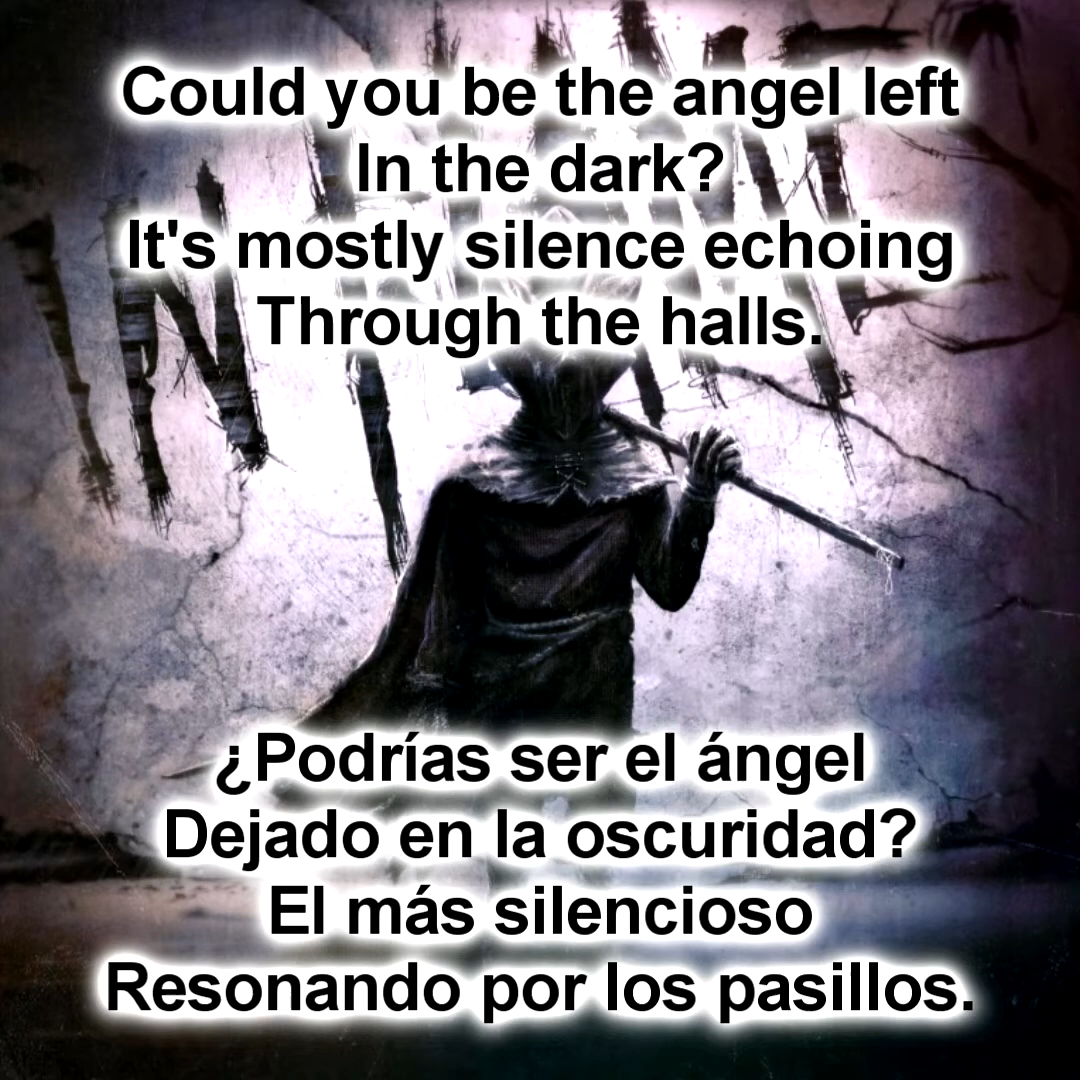 Could you be the angel left
In the dark?
It's mostly silence echoing
Through the halls.
¿Podrías ser el ángel
Dejado en la oscuridad?
El más silencioso
Resonando por los pasillos.